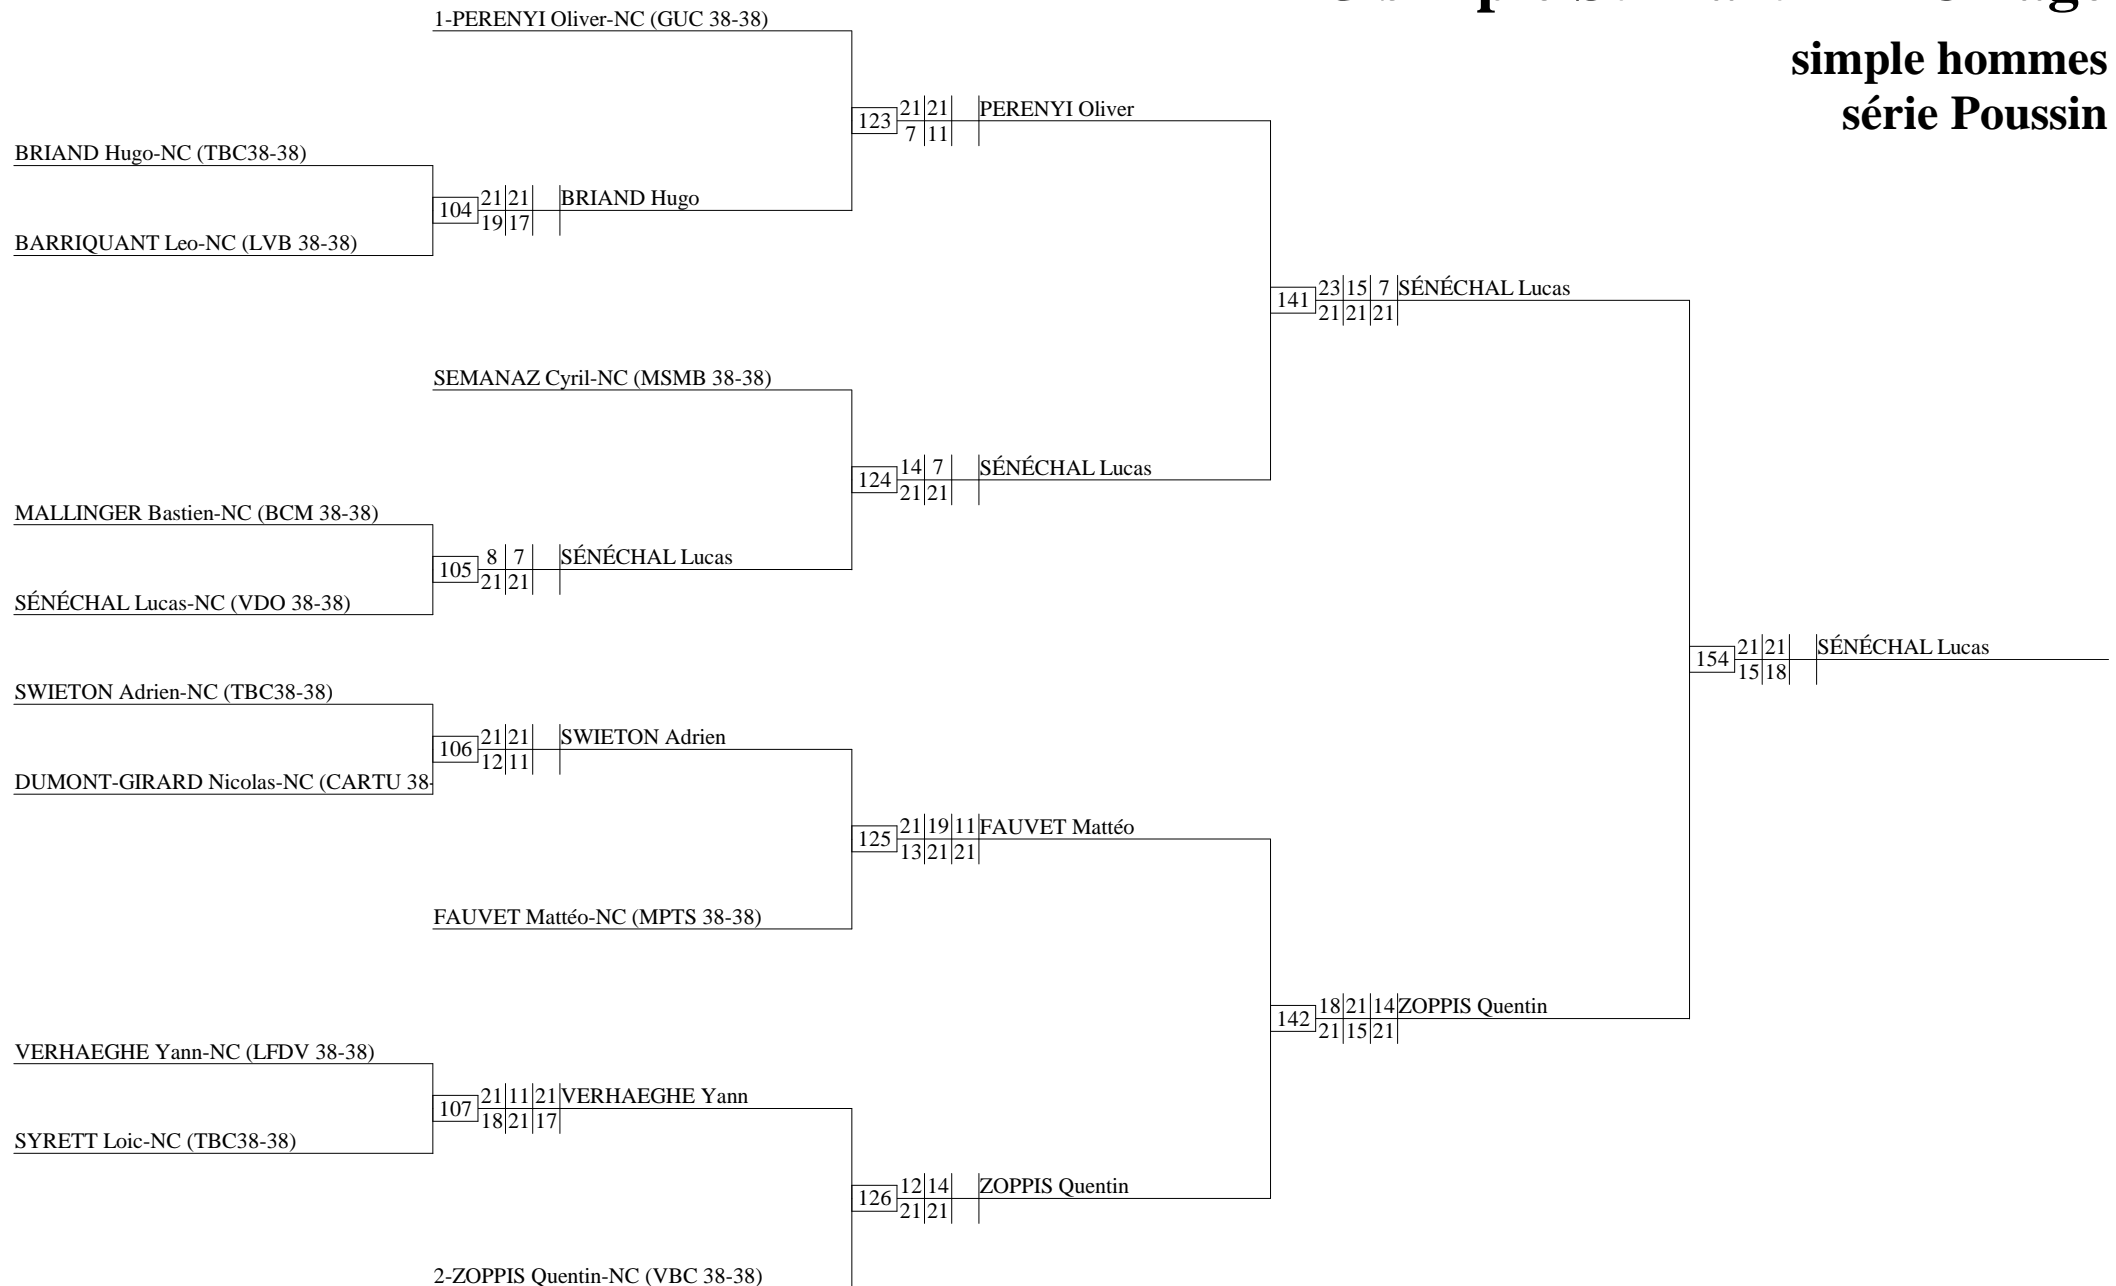 simple hommes
série Poussin
1-PERENYI Oliver-NC (GUC 38-38)
123 21 21 PERENYI Oliver
7 11
BRIAND Hugo-NC (TBC38-38)
104 21 21 BRIAND Hugo
19 17
BARRIQUANT Leo-NC (LVB 38-38)
141 23 15 7 SÉNÉCHAL Lucas
21 21 21
SEMANAZ Cyril-NC (MSMB 38-38)
124 14 7 SÉNÉCHAL Lucas
21 21
MALLINGER Bastien-NC (BCM 38-38)
105 8 7 SÉNÉCHAL Lucas
21 21
SÉNÉCHAL Lucas-NC (VDO 38-38)
154 21 21 SÉNÉCHAL Lucas
15 18
SWIETON Adrien-NC (TBC38-38)
106 21 21 SWIETON Adrien
12 11
DUMONT-GIRARD Nicolas-NC (CARTU 38-
125 21 19 11 FAUVET Mattéo
13 21 21
FAUVET Mattéo-NC (MPTS 38-38)
142 18 21 14 ZOPPIS Quentin
21 15 21
VERHAEGHE Yann-NC (LFDV 38-38)
107 21 11 21 VERHAEGHE Yann
18 21 17
SYRETT Loic-NC (TBC38-38)
126 12 14 ZOPPIS Quentin
21 21
2-ZOPPIS Quentin-NC (VBC 38-38)